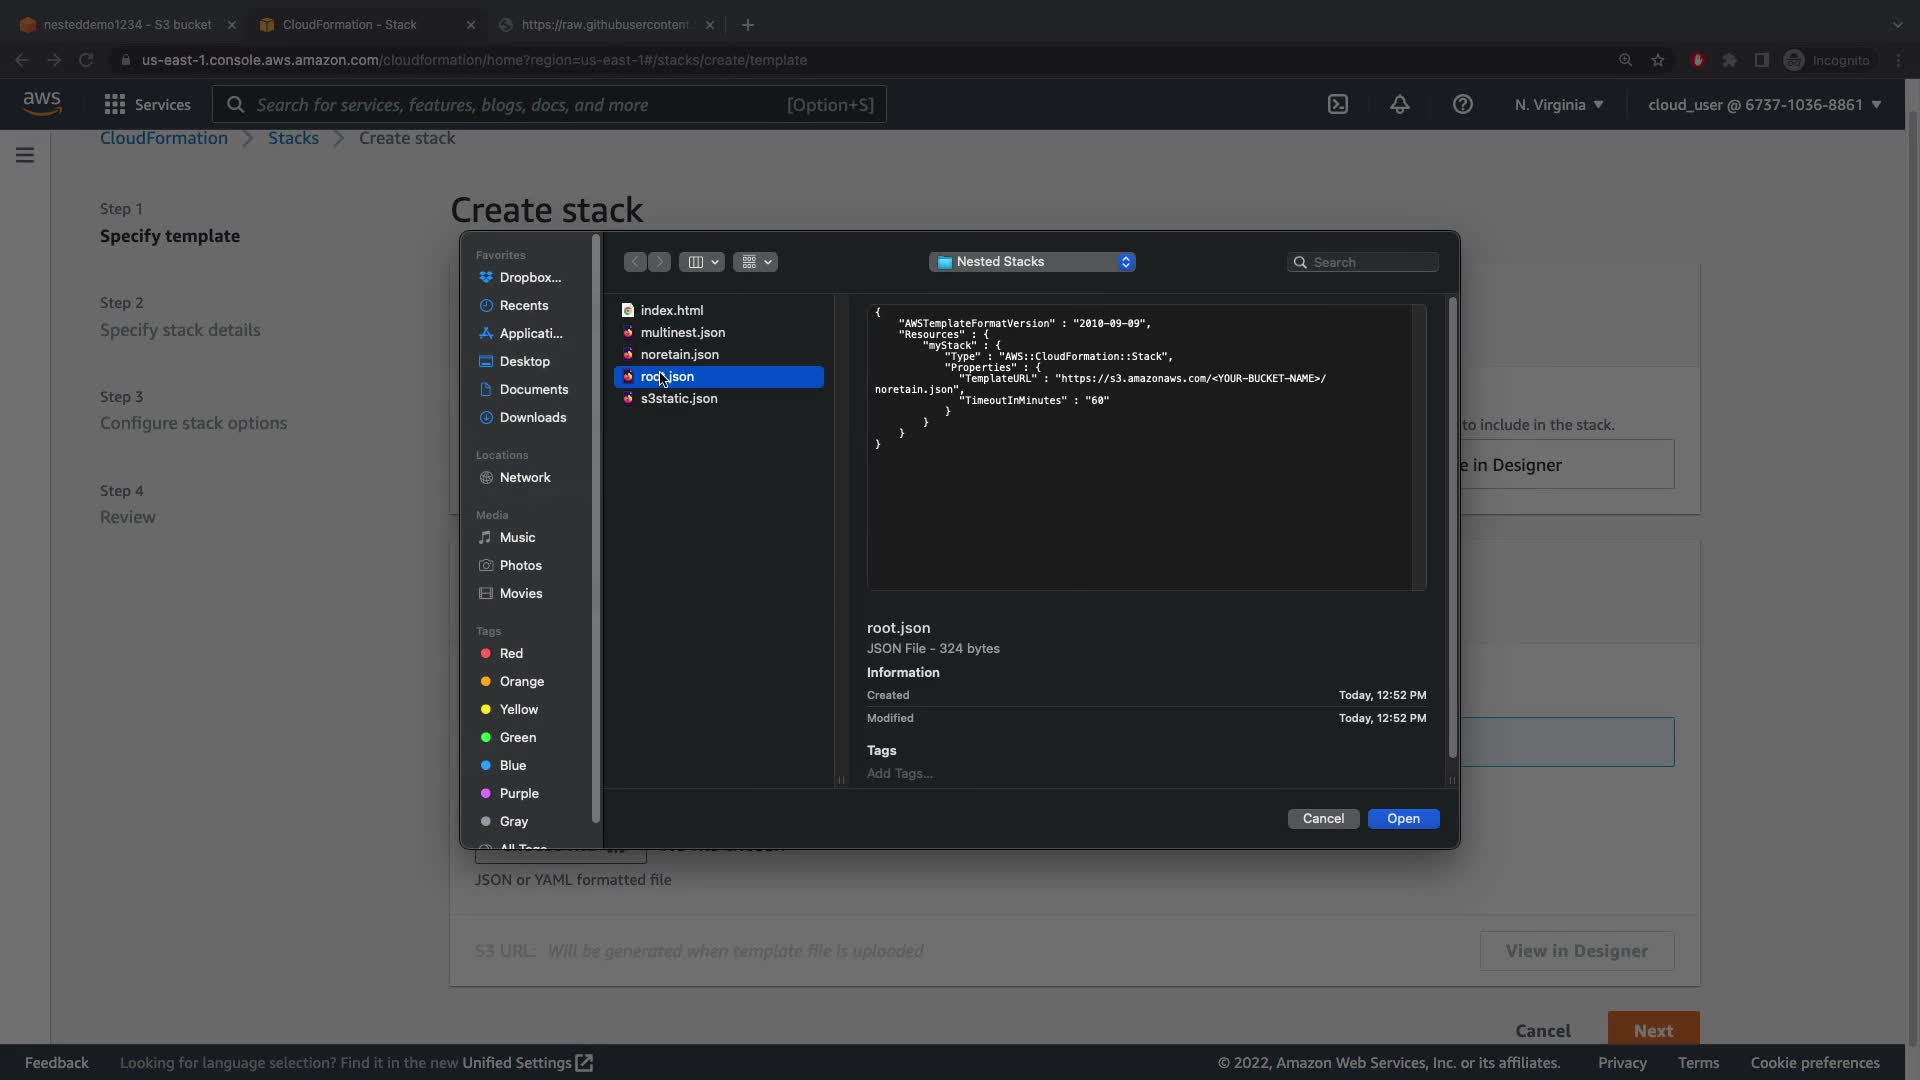 nesteddemo1234 - S3 bucket
CloudFormation - Stack
https://raw.githubusercontent.
us-east-1.console.aws.amazon.com/cloudformation/home?region=us-east-1#/stacks/create/template
Incognito
aws
Services
Search for services, features, blogs, docs, and more
[Option+S]
N. Virginia
cloud_user @ 6737-1036-8861
CloudFormation
Stacks
Create stack
Step 1
Specify template
Step 2
Specify stack details
Step 3
Configure stack options
Step 4
Review
Create stack
Favorites
Dropbox...
Recents
Applicati...
Desktop
Documents
Downloads
Locations
Network
Media
Music
Photos
Movies
Tags
Red
Orange
Yellow
Green
Blue
Purple
Gray
All Tags...
Nested Stacks
Search
index.html
multinest.json
noretain.json
root.json
s3static.json
{
"AWSTemplateFormatVersion" : "2010-09-09",
"Resources" : {
"myStack" : {
"Type" : "AWS::CloudFormation::Stack",
"Properties" : {
"TemplateURL" : "https://s3.amazonaws.com/<YOUR-BUCKET-NAME>/
noretain.json",
"TimeoutInMinutes" : "60"
}
}
}
}
root.json
JSON File - 324 bytes
Information
Created
Today, 12:52 PM
Modified
Today, 12:52 PM
Tags
Add Tags...
Cancel
Open
to include in the stack.
e in Designer
JSON or YAML formatted file
S3 URL: Will be generated when template file is uploaded
View in Designer
Cancel
Next
Feedback
Looking for language selection? Find it in the new Unified Settings
© 2022, Amazon Web Services, Inc. or its affiliates.
Privacy
Terms
Cookie preferences